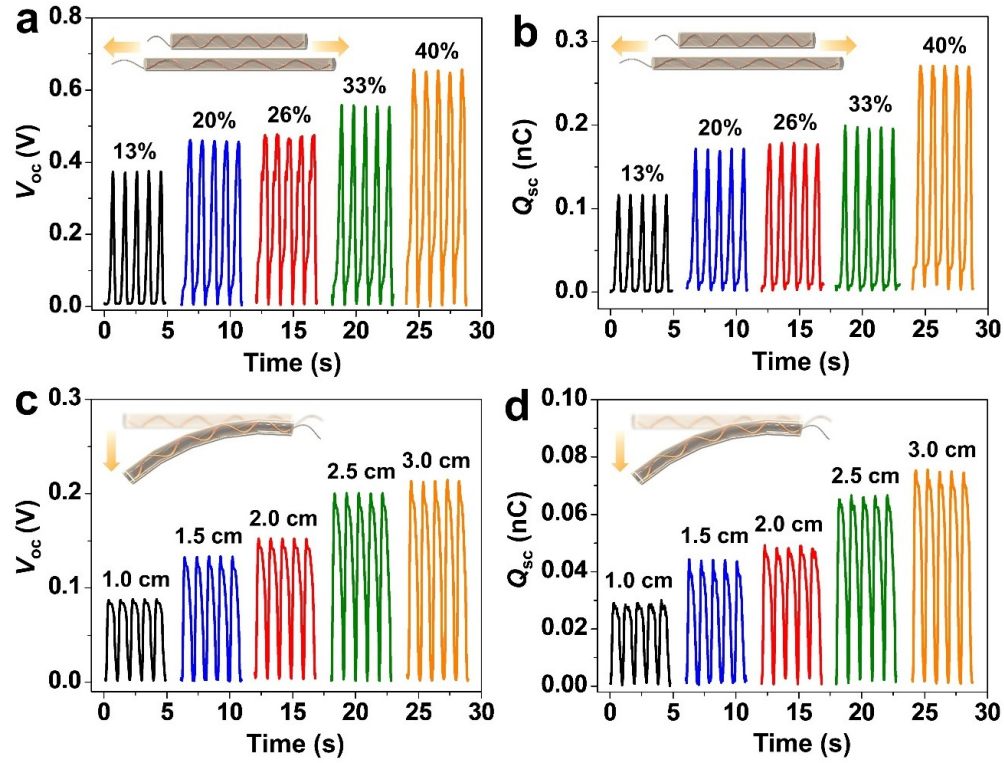 a
0.8
0.6
0.4
0.2
0.0
V oc (V)
13%
20%
26%
33%
40%
0 5 10 15 20 25 30
Time (s)
b
0.3
0.2
0.1
0.0
Q sc (nC)
13%
20%
26%
33%
40%
0 5 10 15 20 25 30
Time (s)
c
0.3
0.2
0.1
0.0
V oc (V)
1.0 cm
1.5 cm
2.0 cm
2.5 cm
3.0 cm
0 5 10 15 20 25 30
Time (s)
d
0.10
0.08
0.06
0.04
0.02
0.00
Q sc (nC)
1.0 cm
1.5 cm
2.0 cm
2.5 cm
3.0 cm
0 5 10 15 20 25 30
Time (s)